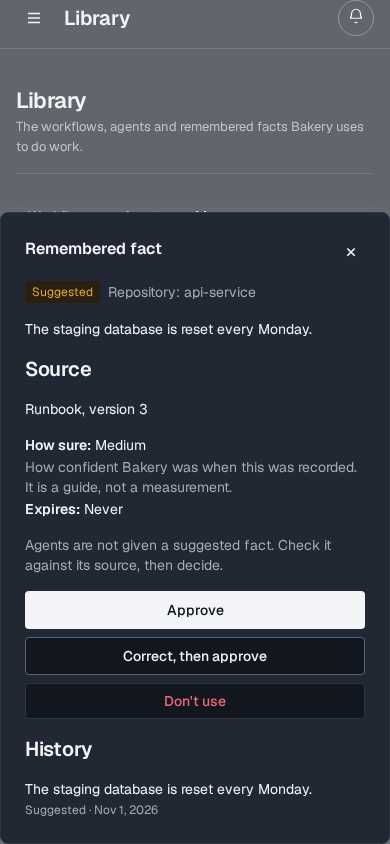 Library
Library
The workflows, agents and remembered facts Bakery uses
to do work.
Remembered fact
Suggested Repository: api-service
The staging database is reset every Monday.
Source
Runbook, version 3
How sure: Medium
How confident Bakery was when this was recorded.
It is a guide, not a measurement.
Expires: Never
Agents are not given a suggested fact. Check it
against its source, then decide.
Approve
Correct, then approve
Don't use
History
The staging database is reset every Monday.
Suggested · Nov 1, 2026